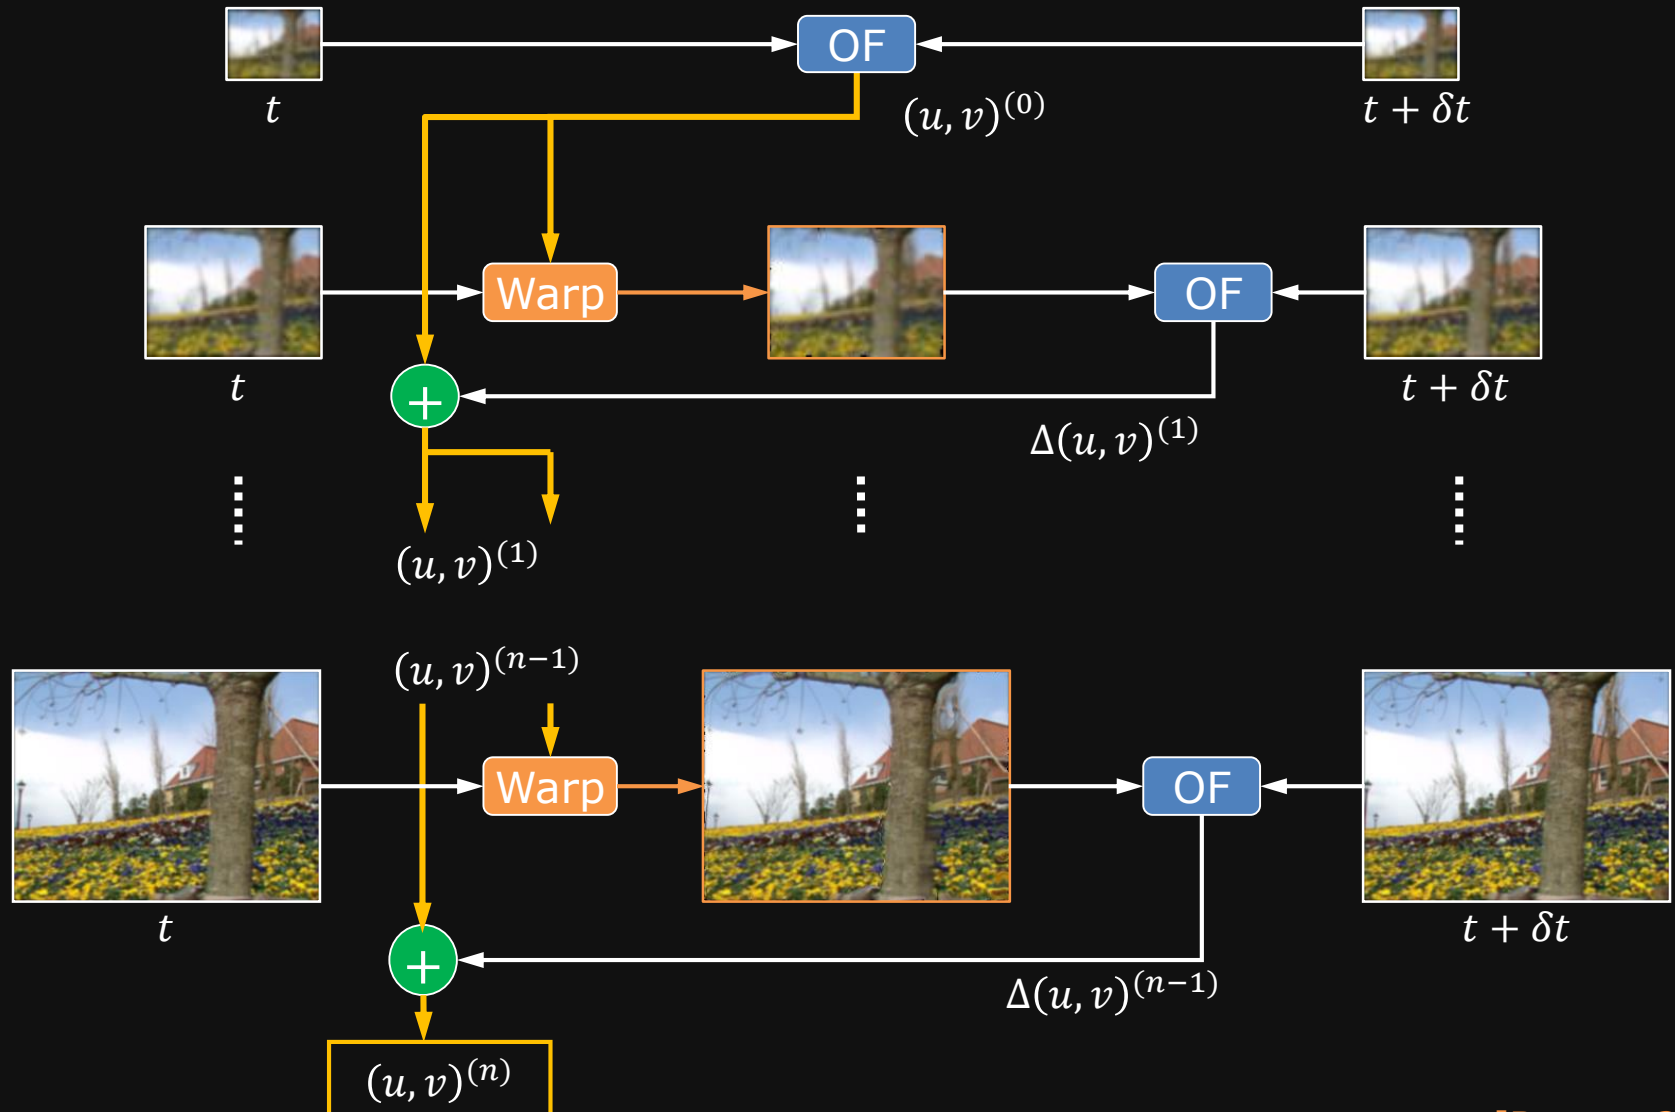 OF
t
(u, v)^(0)
t + δt
Warp
OF
t
+
t + δt
Δ(u, v)^(1)
(u, v)^(1)
(u, v)^(n−1)
Warp
OF
t
t + δt
+
Δ(u, v)^(n−1)
(u, v)^(n)